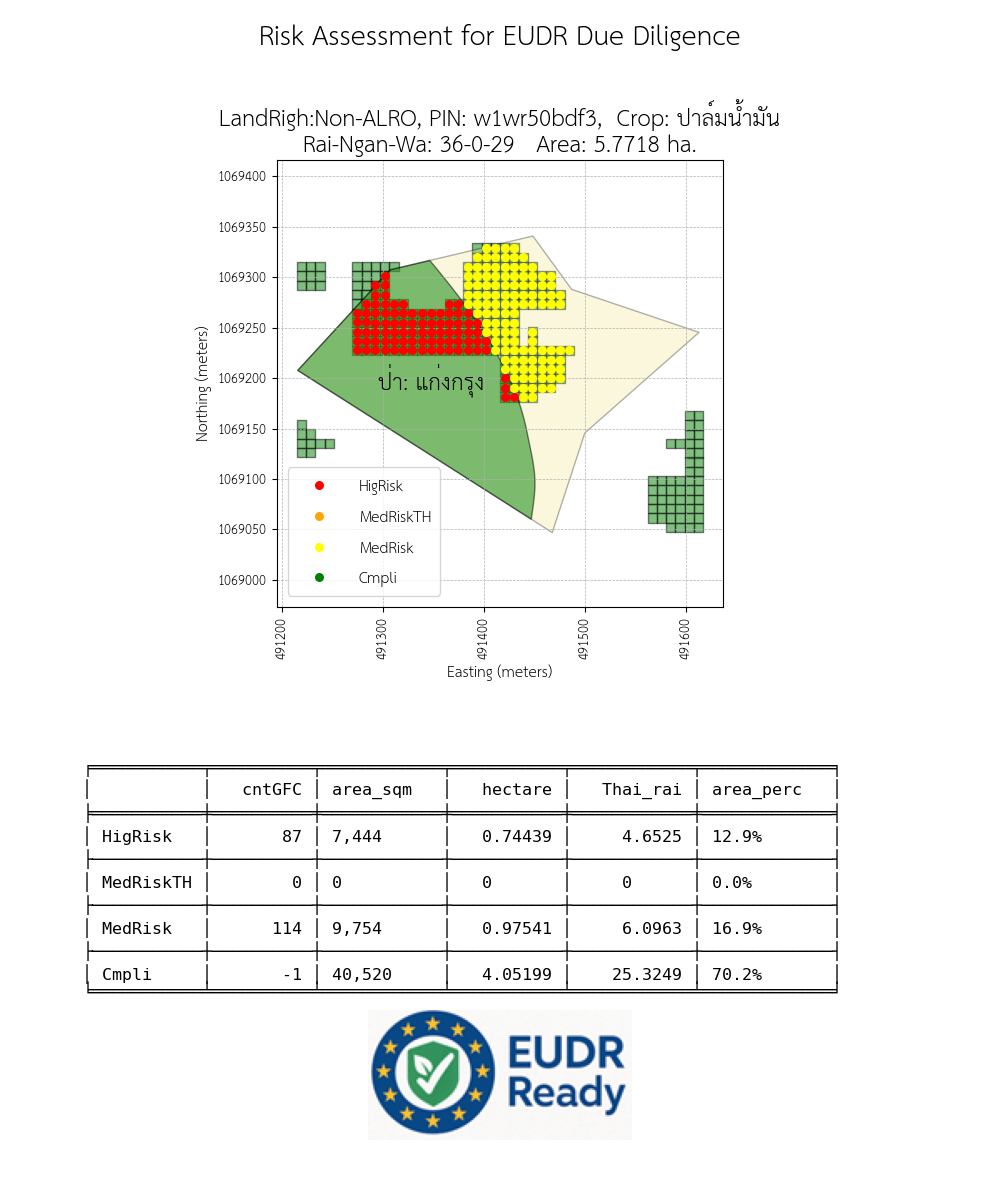 Risk Assessment for EUDR Due Diligence
LandRigh:Non-ALRO, PIN: w1wr50bdf3, Crop: ปาล์มน้ำมัน
Rai-Ngan-Wa: 36-0-29 Area: 5.7718 ha.
1069400
1069350
1069300
1069250
1069200
1069150
1069100
1069050
1069000
Northing (meters)
ป่า: แก่งกรุง
HigRisk
MedRiskTH
MedRisk
Cmpli
491200 491300 491400 491500 491600
Easting (meters)
cntGFC area_sqm hectare Thai_rai area_perc
HigRisk 87 7,444 0.74439 4.6525 12.9%
MedRiskTH 0 0 0 0 0.0%
MedRisk 114 9,754 0.97541 6.0963 16.9%
Cmpli -1 40,520 4.05199 25.3249 70.2%
EUDR
Ready